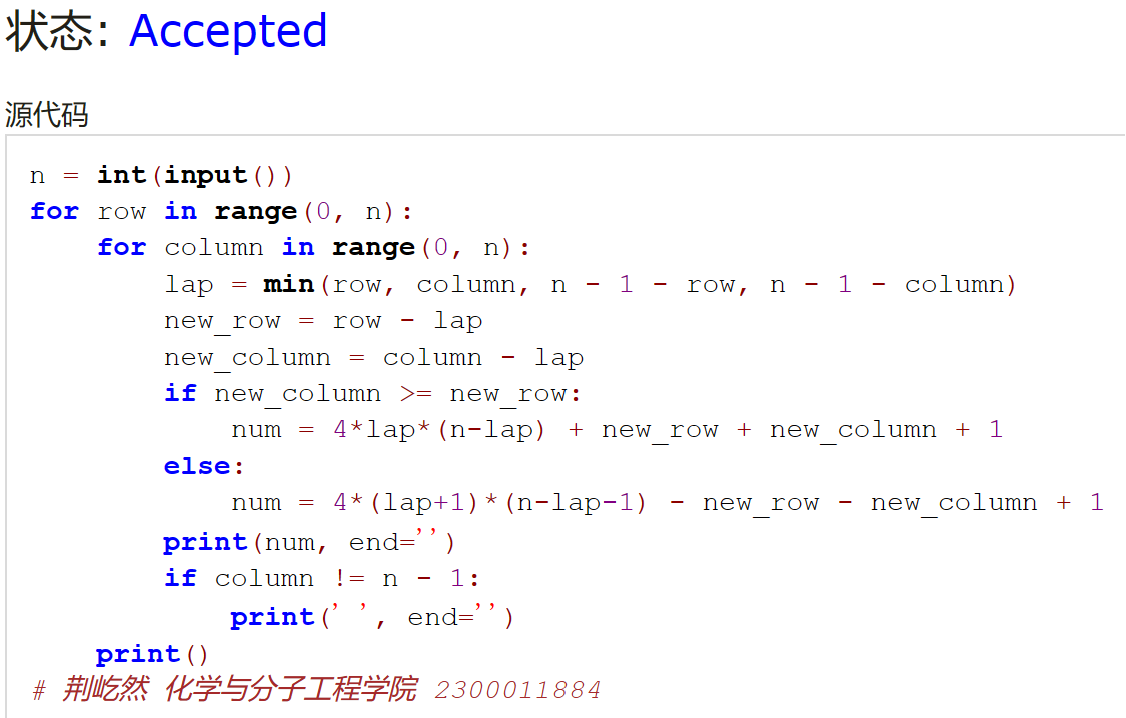 状态: Accepted
源代码
n = int(input())
for row in range(0, n):
    for column in range(0, n):
        lap = min(row, column, n - 1 - row, n - 1 - column)
        new_row = row - lap
        new_column = column - lap
        if new_column >= new_row:
            num = 4*lap*(n-lap) + new_row + new_column + 1
        else:
            num = 4*(lap+1)*(n-lap-1) - new_row - new_column + 1
        print(num, end='')
        if column != n - 1:
            print(' ', end='')
    print()
# 荆屹然 化学与分子工程学院 2300011884